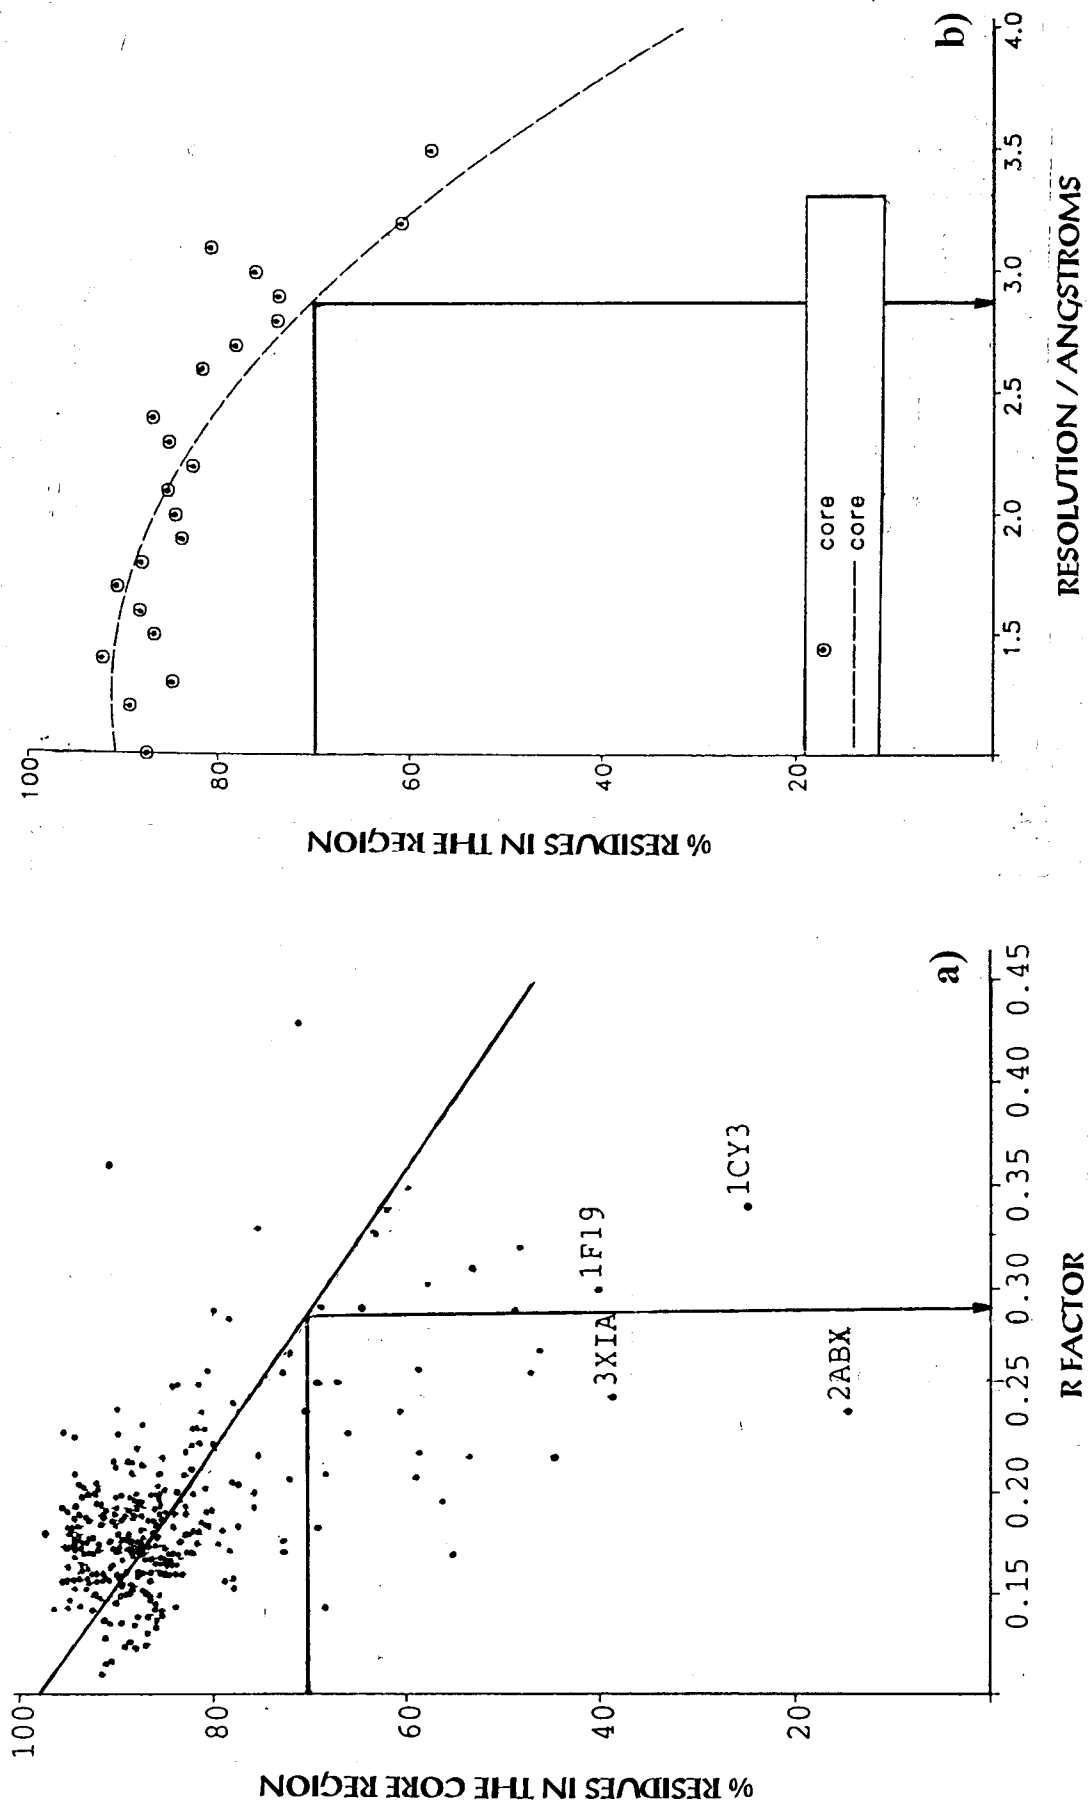 % RESIDUES IN THE CORE REGION
100
80
60
40
20
0.15
0.20
0.25
0.30
0.35
0.40
0.45
R FACTOR
a)
3XIA
1F19
1CY3
2ABX
% RESIDUES IN THE REGION
100
80
60
40
20
1.5
2.0
2.5
3.0
3.5
4.0
RESOLUTION / ANGSTROMS
b)
core
core